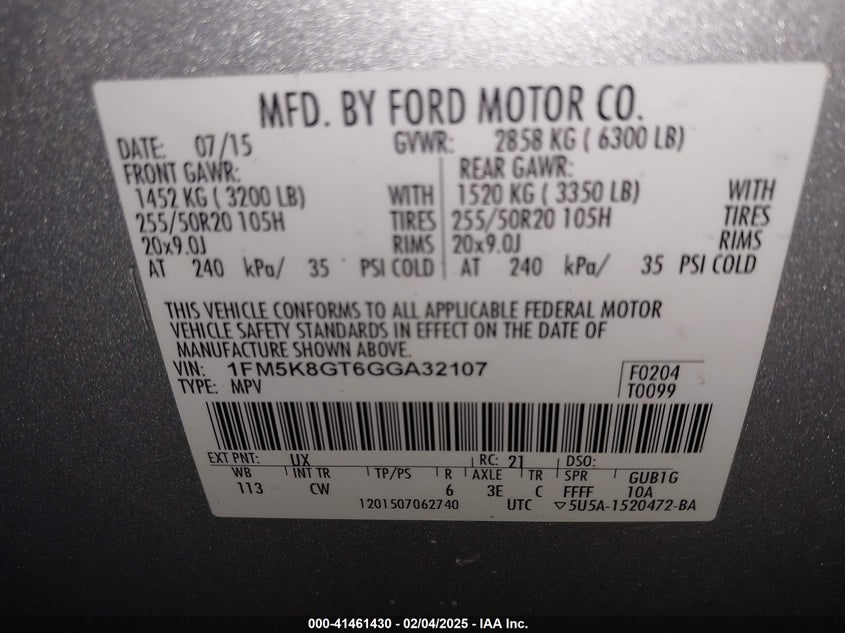 MFD. BY FORD MOTOR CO.
DATE: 07/15 GVWR: 2858 KG ( 6300 LB)
FRONT GAWR: REAR GAWR:
1452 KG ( 3200 LB) WITH 1520 KG ( 3350 LB) WITH
255/50R20 105H TIRES 255/50R20 105H TIRES
20x9.0J RIMS 20x9.0J RIMS
AT 240 kPa/ 35 PSI COLD AT 240 kPa/ 35 PSI COLD
THIS VEHICLE CONFORMS TO ALL APPLICABLE FEDERAL MOTOR
VEHICLE SAFETY STANDARDS IN EFFECT ON THE DATE OF
MANUFACTURE SHOWN ABOVE.
VIN: 1FM5K8GT6GGA32107 F0204
TYPE: MPV T0099
EXT PNT: UX RC: 21 DSO:
WB INT TR TP/PS R AXLE TR SPR GUB1G
113 CW 6 3E C FFFF 10A
1201507062740 UTC ▽5U5A-1520472-BA
000-41461430 - 02/04/2025 - IAA Inc.